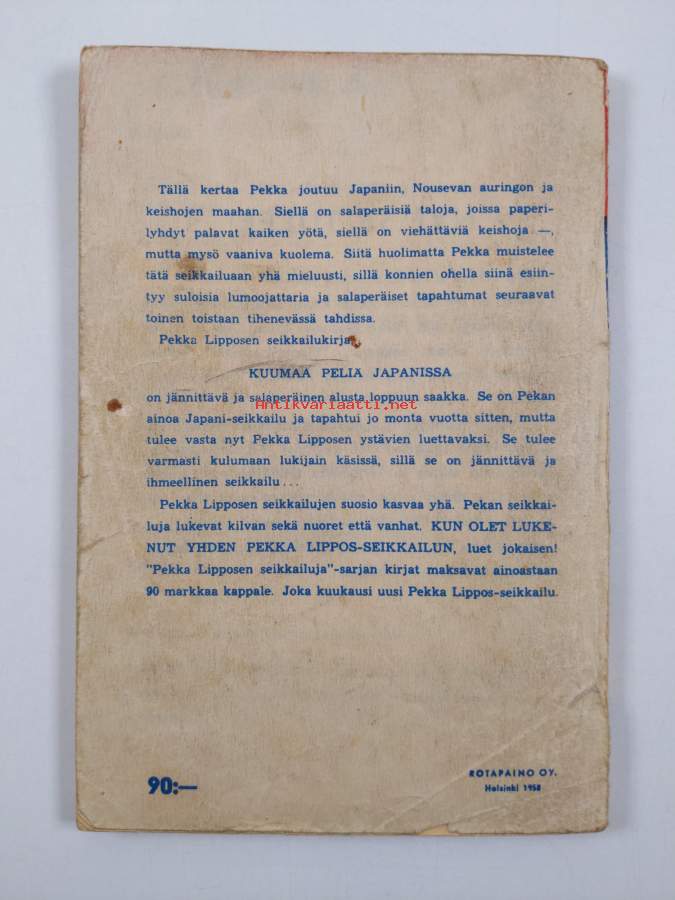 Tällä kertaa Pekka joutuu Japaniin, Nousevan auringon ja
keishojen maahan. Siellä on salaperäisiä taloja, joissa paperi-
lyhdyt palavat kaiken yötä, siellä on viehättäviä keishoja —,
mutta mysö vaaniva kuolema. Siitä huolimatta Pekka muistelee
tätä seikkailuaan yhä mieluusti, sillä konnien ohella siinä esiin-
tyy suloisia lumoojattaria ja salaperäiset tapahtumat seuraavat
toinen toistaan tihenevässä tahdissa.
Pekka Lipposen seikkailukirja
KUUMAA PELIÄ JAPANISSA
on jännittävä ja salaperäinen alusta loppuun saakka. Se on Pekan
Antikvariaatti.net
ainoa Japani-seikkailu ja tapahtui jo monta vuotta sitten, mutta
tulee vasta nyt Pekka Lipposen ystävien luettavaksi. Se tulee
varmasti kulumaan lukijain käsissä, sillä se on jännittävä ja
ihmeellinen seikkailu...
Pekka Lipposen seikkailujen suosio kasvaa yhä. Pekan seikkai-
luja lukevat kilvan sekä nuoret että vanhat. KUN OLET LUKE-
NUT YHDEN PEKKA LIPPOS-SEIKKAILUN, luet jokaisen!
"Pekka Lipposen seikkailuja"-sarjan kirjat maksavat ainoastaan
90 markkaa kappale. Joka kuukausi uusi Pekka Lippos-seikkailu.
90:—
ROTAPAINO OY.
Helsinki 1958